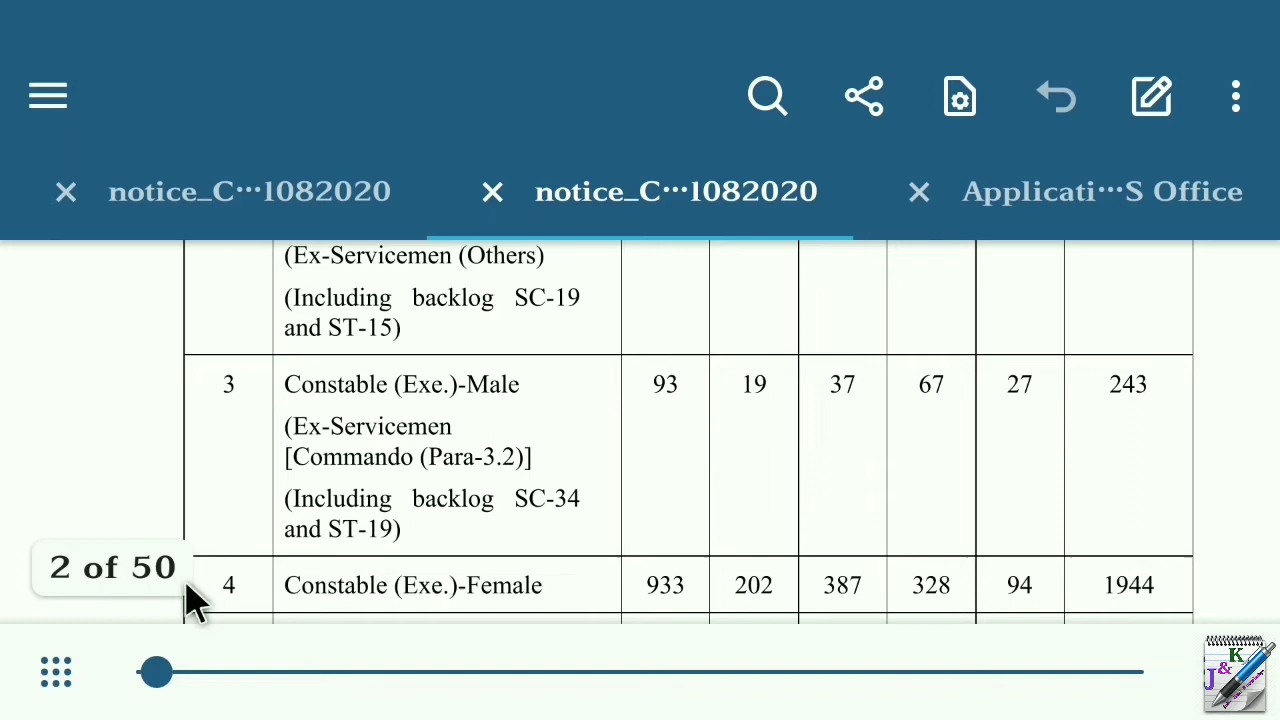 notice_C···1082020
notice_C···1082020
Applicati···S Office
(Ex-Servicemen (Others)
(Including backlog SC-19
and ST-15)
3 Constable (Exe.)-Male 93 19 37 67 27 243
(Ex-Servicemen
[Commando (Para-3.2)]
(Including backlog SC-34
and ST-19)
4 Constable (Exe.)-Female 933 202 387 328 94 1944
2 of 50
J&K